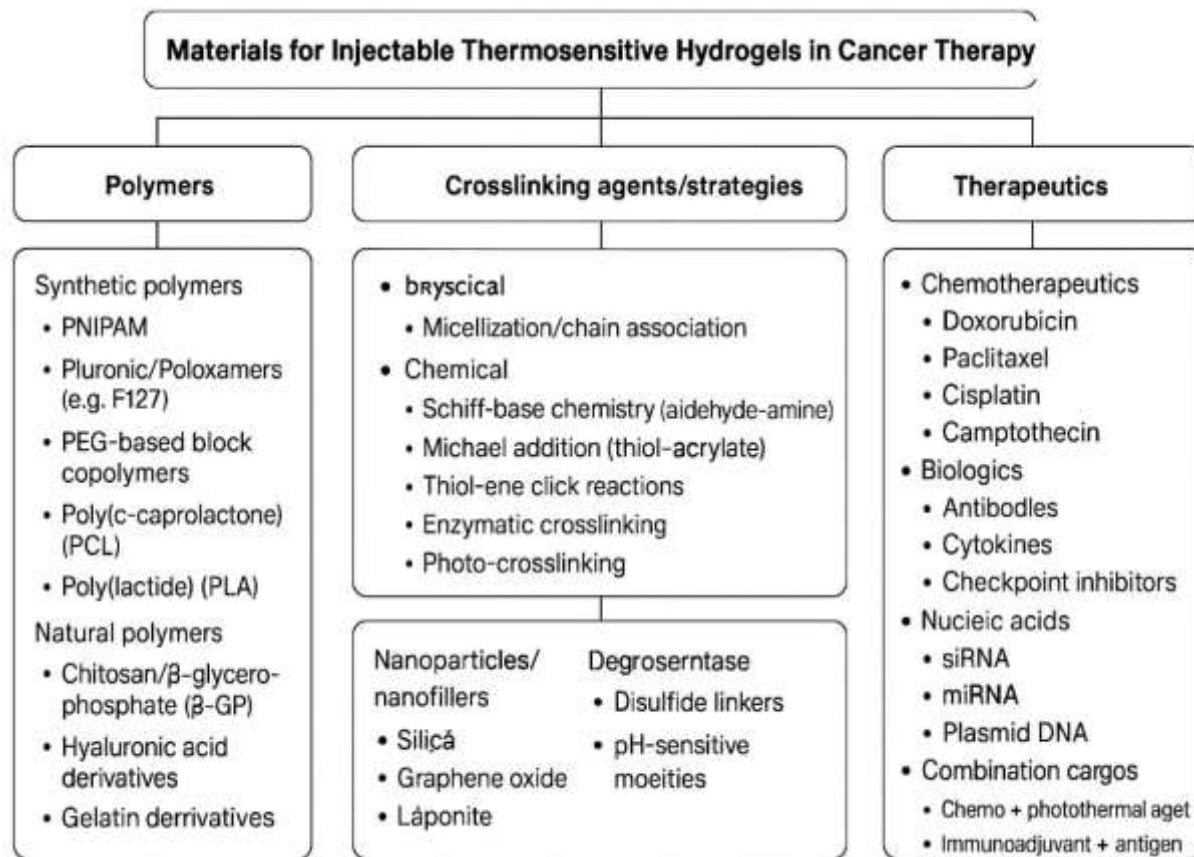 Materials for Injectable Thermosensitive Hydrogels in Cancer Therapy
Polymers
Synthetic polymers
• PNIPAM
• Pluronic/Poloxamers
(e.g. F127)
• PEG-based block
copolymers
• Poly(c-caprolactone)
(PCL)
• Poly(lactide) (PLA)
Natural polymers
• Chitosan/β-glycero-
phosphate (β-GP)
• Hyaluronic acid
derivatives
• Gelatin derrivatives
Crosslinking agents/strategies
• bʀyscical
• Micellization/chain association
• Chemical
• Schiff-base chemistry (aidehyde-amine)
• Michael addition (thiol-acrylate)
• Thiol-ene click reactions
• Enzymatic crosslinking
• Photo-crosslinking
Nanoparticles/
nanofillers
• Silįcá
• Graphene oxide
• Láponite
Degroserntase
• Disulfide linkers
• pH-sensitive
moeities
Therapeutics
• Chemotherapeutics
• Doxorubicin
• Paclitaxel
• Cisplatin
• Camptothecin
• Biologics
• Antibodles
• Cytokines
• Checkpoint inhibitors
• Nucieic acids
• siRNA
• miRNA
• Plasmid DNA
• Combination cargos
• Chemo + photothermal aget
• Immunoadjuvant + antigen